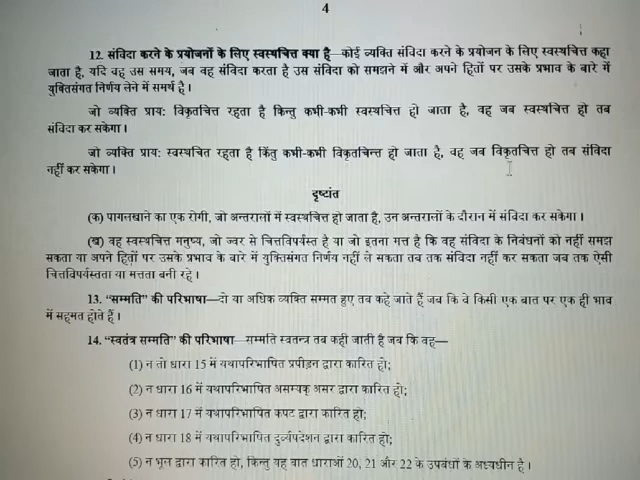 4
12. संविदा करने के प्रयोजनों के लिए स्वस्थचित्त क्या है—कोई व्यक्ति संविदा करने के प्रयोजन के लिए स्वस्थचित्त कहा
जाता है, यदि वह उस समय, जब वह संविदा करता है उस संविदा को समझने में और अपने हितों पर उसके प्रभाव के बारे में
युक्तिसंगत निर्णय लेने में समर्थ है ।
जो व्यक्ति प्राय: विकृतचित्त रहता है किन्तु कभी-कभी स्वस्थचित्त हो जाता है, वह जब स्वस्थचित्त हो तब
संविदा कर सकेगा ।
जो व्यक्ति प्राय: स्वस्थचित रहता है किंतु कभी-कभी विकृतचित्त हो जाता है, वह जब विकृतचित्त हो तब संविदा
नहीं कर सकेगा ।
दृष्टांत
(क) पागलखाने का एक रोगी, जो अन्तरालों में स्वस्थचित्त हो जाता है, उन अन्तरालों के दौरान में संविदा कर सकेगा ।
(ख) वह स्वस्थचित्त मनुष्य, जो ज्वर से चित्तविपर्यस्त है या जो इतना मत्त है कि वह संविदा के निबंधनों को नहीं समझ
सकता या अपने हितों पर उसके प्रभाव के बारे में युक्तिसंगत निर्णय नहीं ले सकता तब तक संविदा नहीं कर सकता जब तक ऐसी
चित्तविपर्यस्तता या मत्तता बनी रहे ।
13. “सम्मति” की परिभाषा—दो या अधिक व्यक्ति सम्मत हुए तब कहे जाते हैं जब कि वे किसी एक बात पर एक ही भाव
में सहमत होते हैं ।
14. “स्वतंत्र सम्मति” की परिभाषा—सम्मति स्वतन्त्र तब कही जाती है जब कि वह—
(1) न तो धारा 15 में यथापरिभाषित प्रपीड़न द्वारा कारित हो;
(2) न धारा 16 में यथापरिभाषित असम्यक् असर द्वारा कारित हो;
(3) न धारा 17 में यथापरिभाषित कपट द्वारा कारित हो;
(4) न धारा 18 में यथापरिभाषित दुर्व्यपदेशन द्वारा कारित हो;
(5) न भूल द्वारा कारित हो, किन्तु यह बात धाराओं 20, 21 और 22 के उपबंधों के अध्यधीन है ।